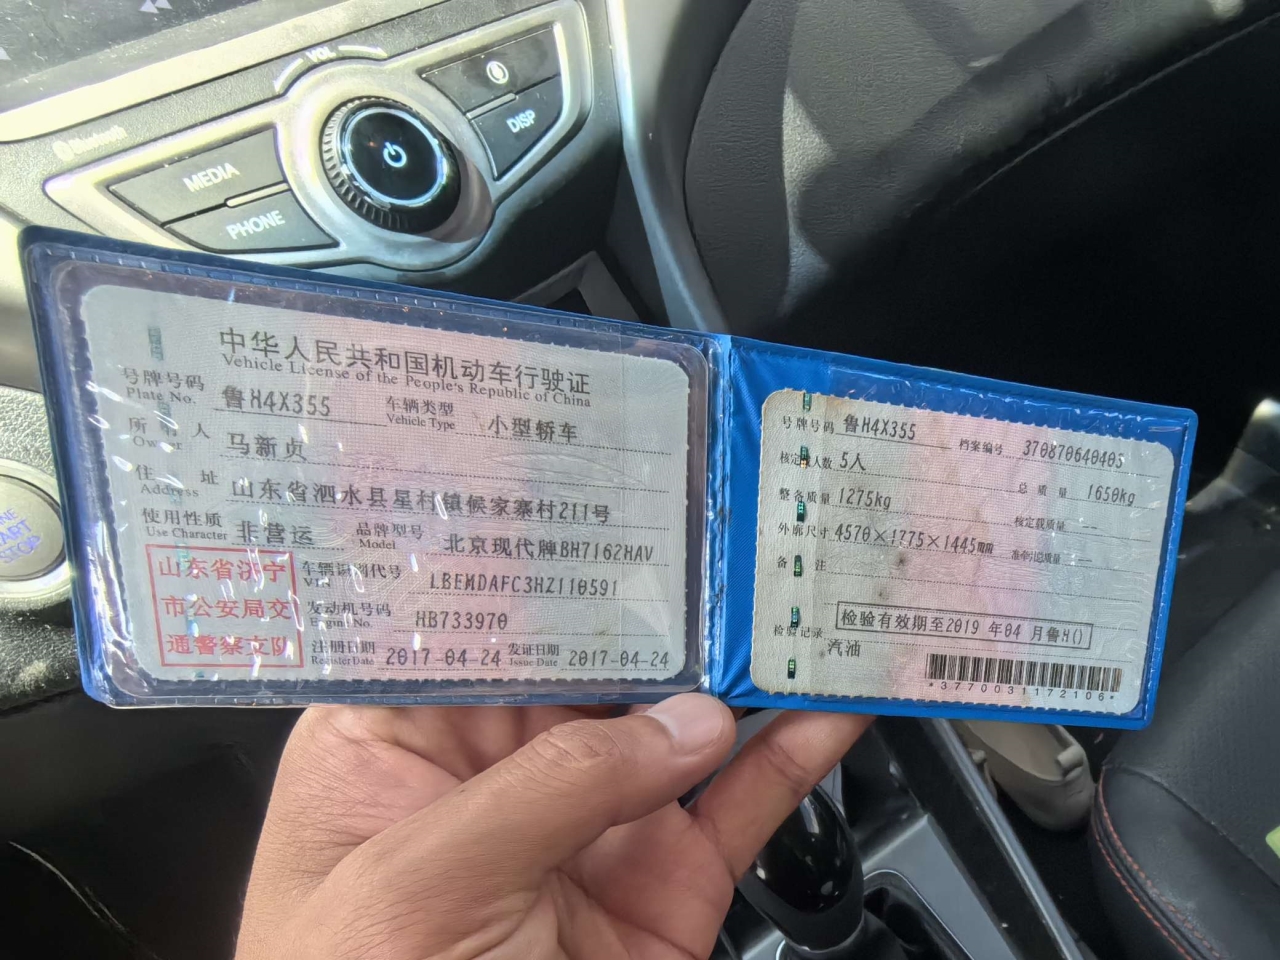 VOL
Bluetooth
MEDIA
PHONE
DISP
START
STOP
中华人民共和国机动车行驶证
Vehicle License of the People's Republic of China
号牌号码 鲁H4X355 车辆类型 小型轿车
Plate No. Vehicle Type
所有人 马新贞
Owner
住址 山东省泗水县星村镇候家寨村211号
Address
使用性质 非营运 品牌型号 北京现代牌BH7162HAV
Use Character Model
山东省济宁
市公安局交
通警察支队
车辆识别代号 LBEMDAFC3HZ110591
VIN
发动机号码 HB733970
Engine No.
注册日期 2017-04-24 发证日期 2017-04-24
Register Date Issue Date
号牌号码 鲁H4X355 档案编号 370870640405
核定载人数 5人 总质量 1650kg
整备质量 1275kg 核定载质量 --
外廓尺寸 4570×1775×1445mm 准牵引总质量 --
备注
检验有效期至2019年04月鲁H()
检验记录
汽油
*3770031172106*